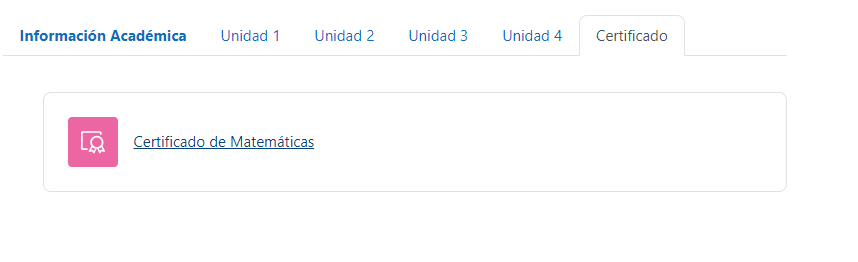 Información Académica Unidad 1 Unidad 2 Unidad 3 Unidad 4 Certificado
Certificado de Matemáticas